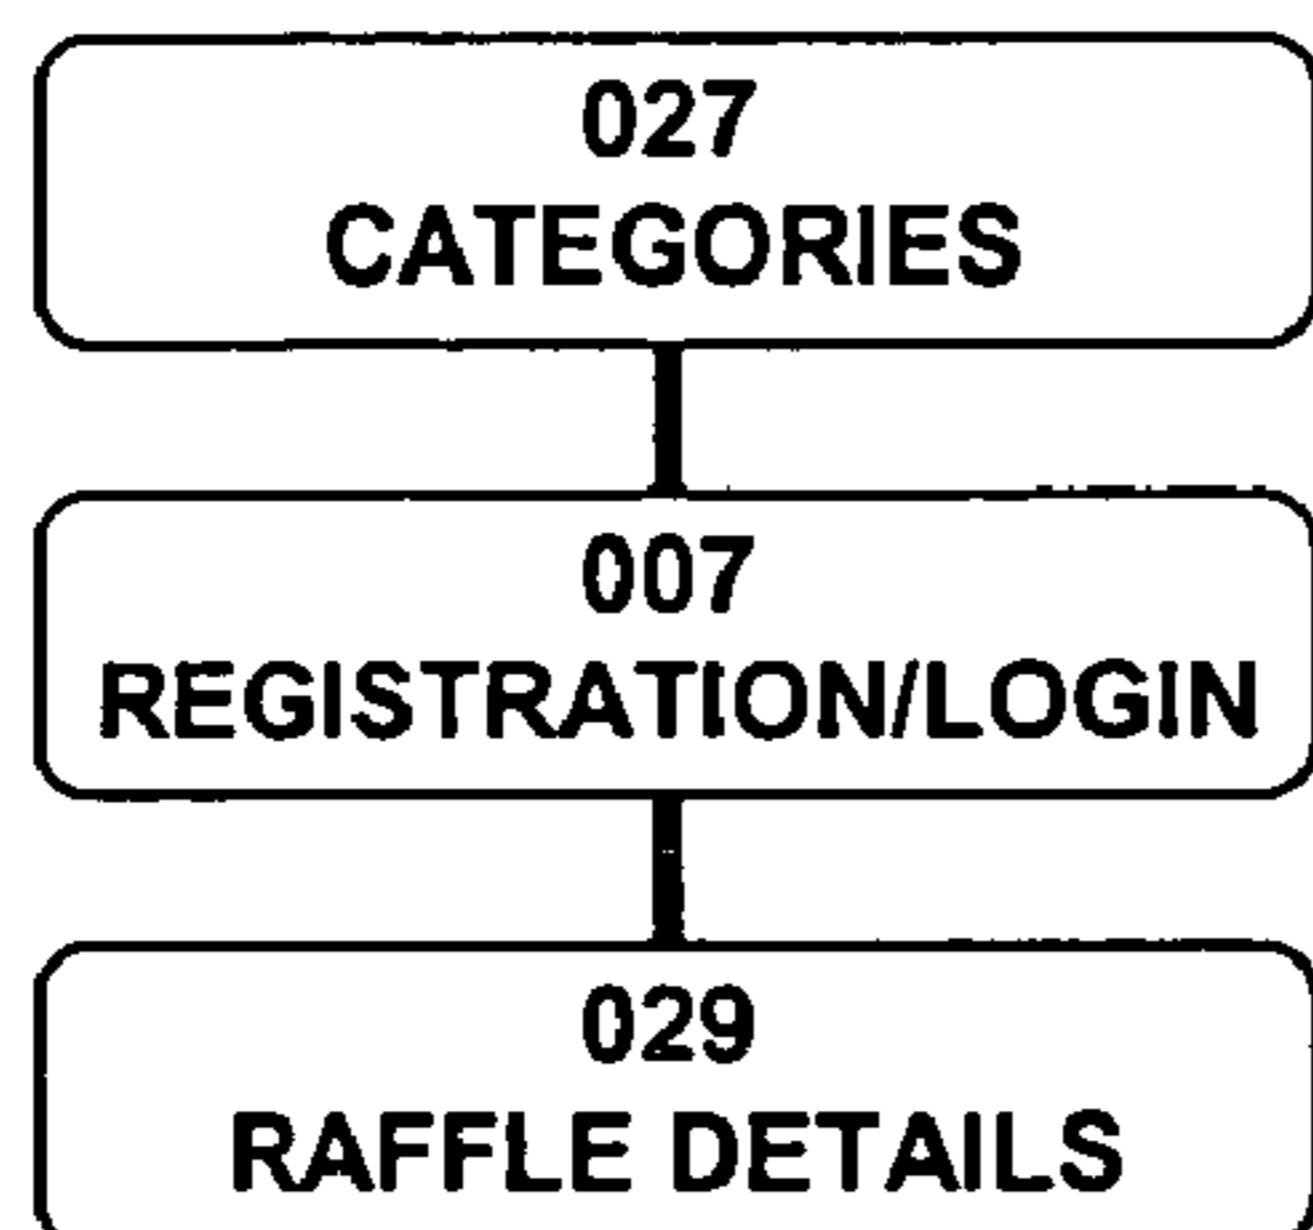 027
CATEGORIES
007
REGISTRATION/LOGIN
029
RAFFLE DETAILS